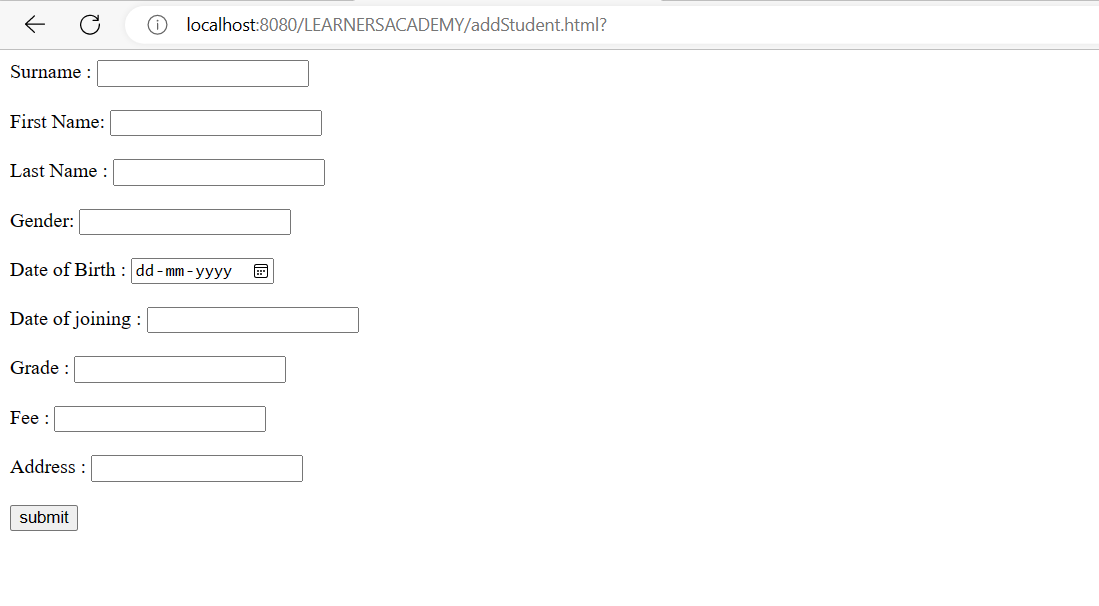 localhost:8080/LEARNERSACADEMY/addStudent.html?
Surname :
First Name:
Last Name :
Gender:
Date of Birth : dd-mm-yyyy
Date of joining :
Grade :
Fee :
Address :
submit